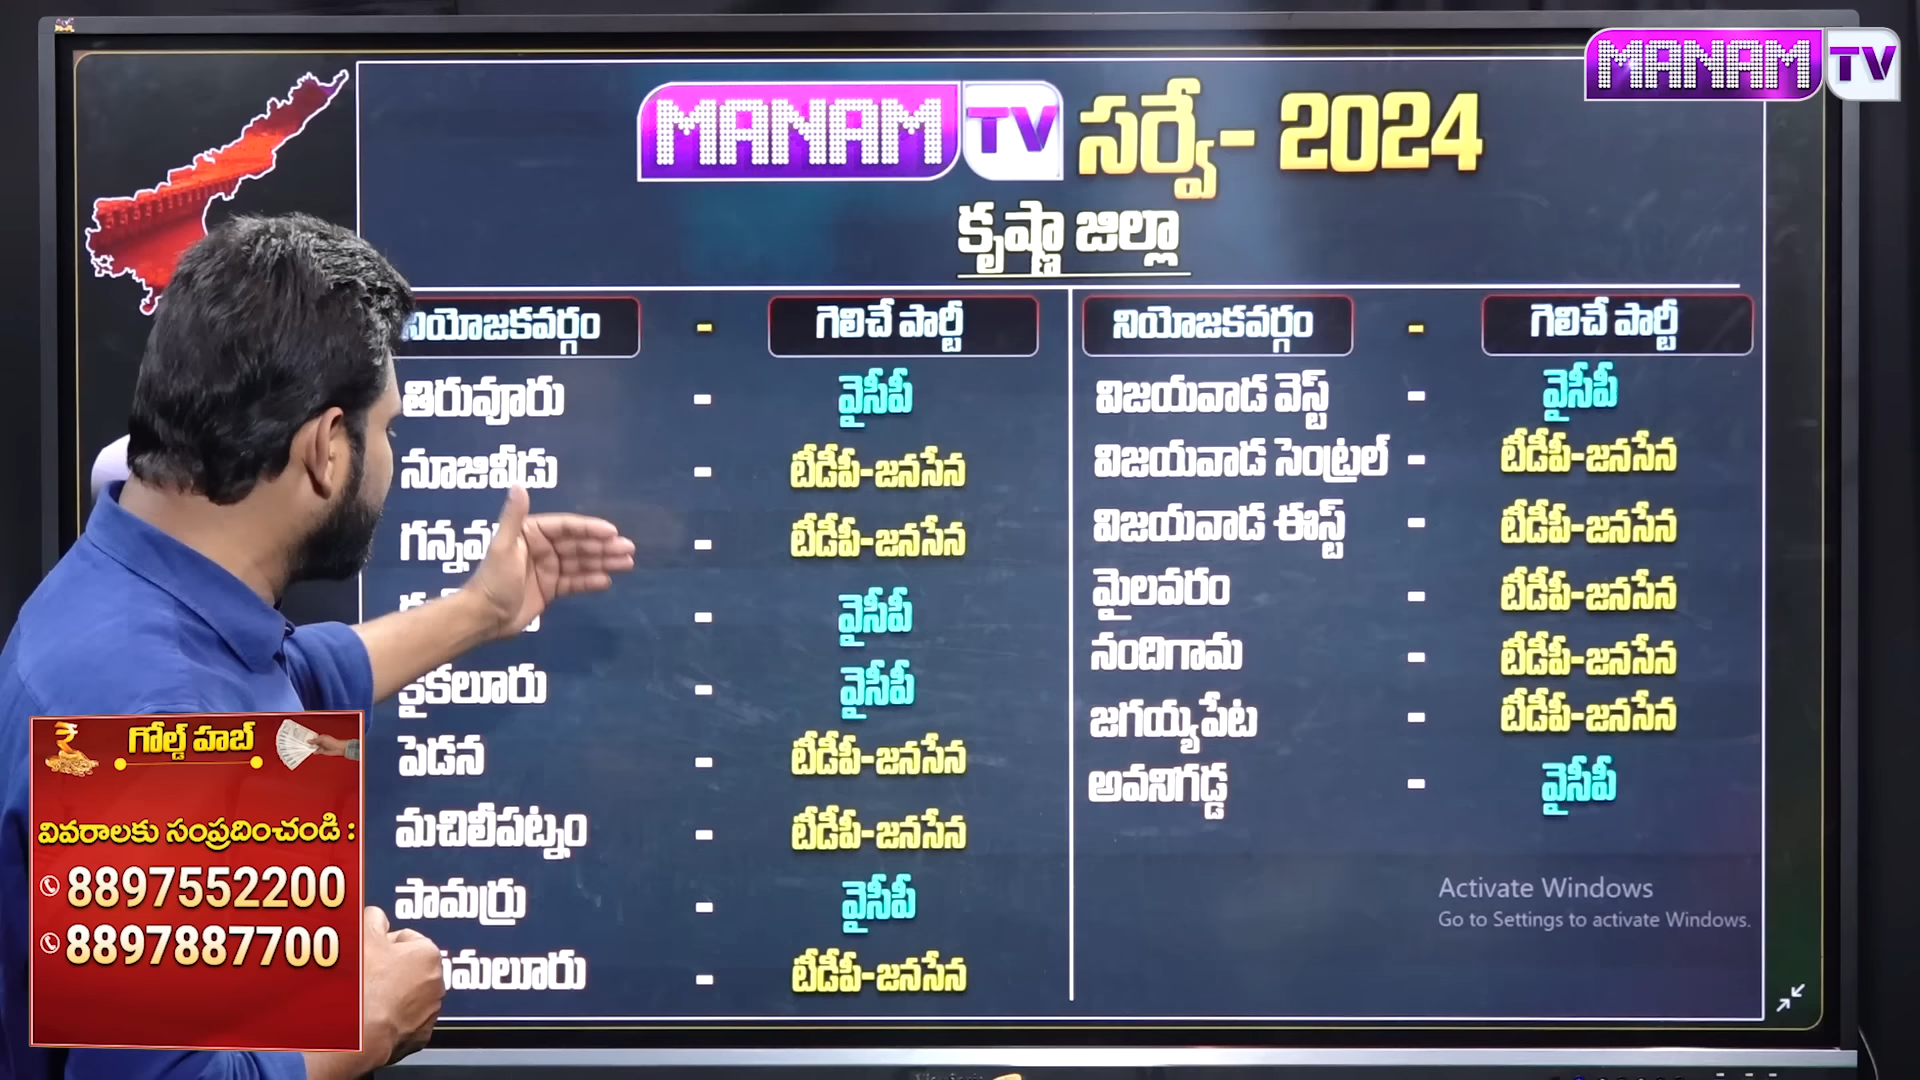 MANAM TV
MANAM TV సర్వే- 2024
కృష్ణా జిల్లా
నియోజకవర్గం - గెలిచే పార్టీ
తిరువూరు - వైసీపీ
నూజివీడు - టీడీపీ-జనసేన
- టీడీపీ-జనసేన
- వైసీపీ
కైకలూరు - వైసీపీ
పెడన - టీడీపీ-జనసేన
మచిలీపట్నం - టీడీపీ-జనసేన
పామర్రు - వైసీపీ
- టీడీపీ-జనసేన
నియోజకవర్గం - గెలిచే పార్టీ
విజయవాడ వెస్ట్ - వైసీపీ
విజయవాడ సెంట్రల్ - టీడీపీ-జనసేన
విజయవాడ ఈస్ట్ - టీడీపీ-జనసేన
మైలవరం - టీడీపీ-జనసేన
నందిగామ - టీడీపీ-జనసేన
జగయ్యపేట - టీడీపీ-జనసేన
అవనిగడ్డ - వైసీపీ
Activate Windows
Go to Settings to activate Windows.
గోల్డ్ హబ్
వివరాలకు సంప్రదించండి :
8897552200
8897887700